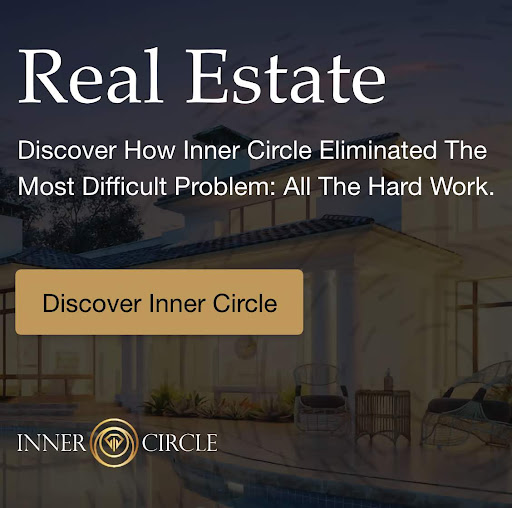 Real Estate
Discover How Inner Circle Eliminated The
Most Difficult Problem: All The Hard Work.
Discover Inner Circle
INNER CIRCLE